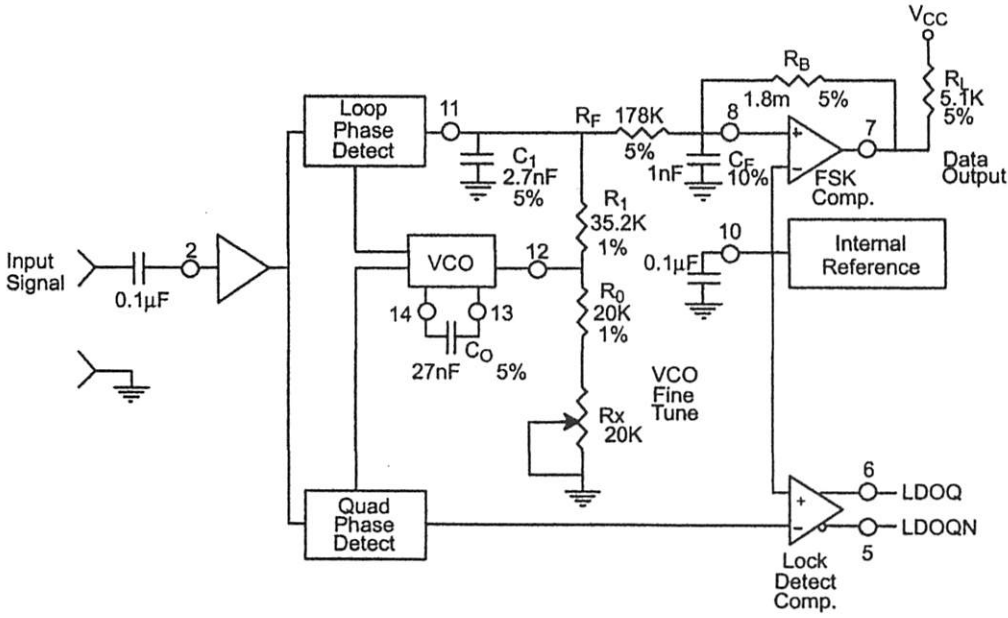 VCC
RB
1.8m 5%
RL
5.1K
5%
Loop
Phase
Detect
11
RF 178K
5%
8
+
−
7
C1
2.7nF
5%
1nF
CF
10%
FSK
Comp.
Data
Output
R1
35.2K
1%
10
0.1µF
Internal
Reference
Input
Signal
2
0.1µF
VCO
12
14
13
CO
27nF 5%
R0
20K
1%
VCO
Fine
Tune
Rx
20K
Quad
Phase
Detect
+
−
6
LDOQ
LDOQN
5
Lock
Detect
Comp.